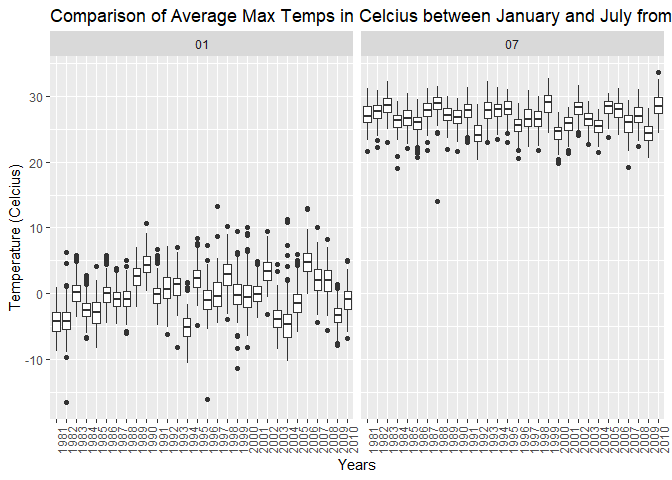 Comparison of Average Max Temps in Celcius between January and July from
01 07
30
20
10
0
-10
Temperature (Celcius)
1981 1982 1983 1984 1985 1986 1987 1988 1989 1990 1991 1992 1993 1994 1995 1996 1997 1998 1999 2000 2001 2002 2003 2004 2005 2006 2007 2008 2009 2010
1981 1982 1983 1984 1985 1986 1987 1988 1989 1990 1991 1992 1993 1994 1995 1996 1997 1998 1999 2000 2001 2002 2003 2004 2005 2006 2007 2008 2009 2010
Years